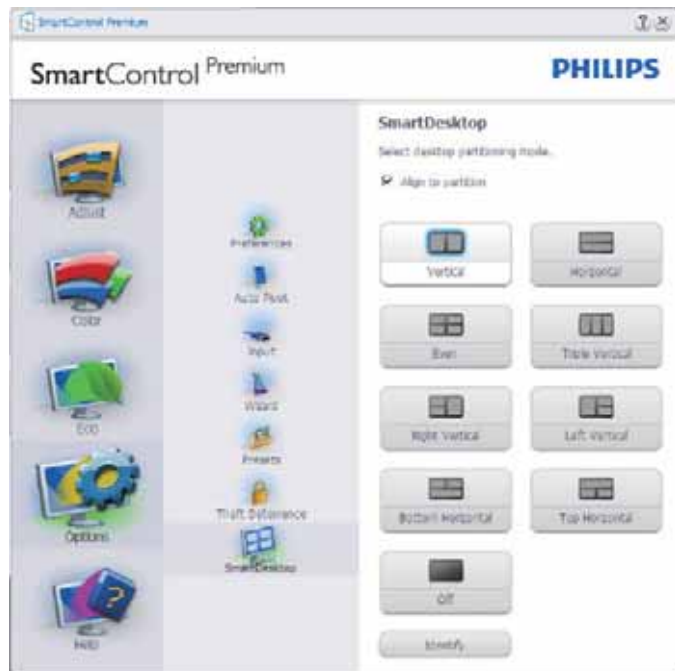 SmartControl Premium
SmartControl Premium
PHILIPS
Adjust
Color
Eco
Options
Help
Preferences
Auto Pivot
Input
Wizard
Presets
Theft Deterrence
SmartDesktop
SmartDesktop
Select desktop partitioning mode.
Align to partition
Vertical
Horizontal
Even
Triple Vertical
Right Vertical
Left Vertical
Bottom Horizontal
Top Horizontal
Off
Identify